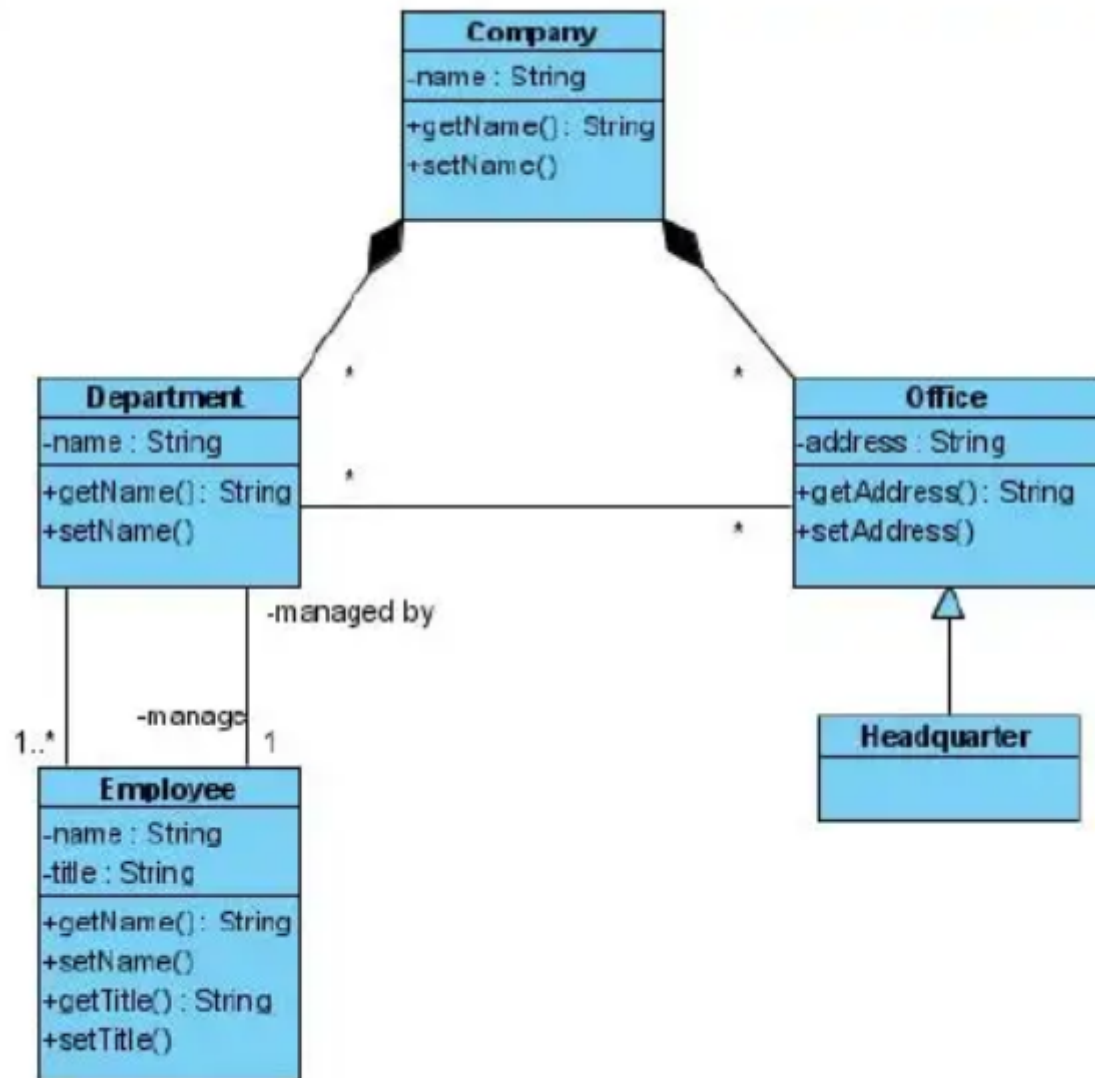 Company
-name : String
+getName() : String
+setName()
*
*
Department
-name : String
+getName() : String
+setName()
Office
-address : String
+getAddress() : String
+setAddress()
*
*
-managed by
-manage
1..*
1
Headquarter
Employee
-name : String
-title : String
+getName() : String
+setName()
+getTitle() : String
+setTitle()